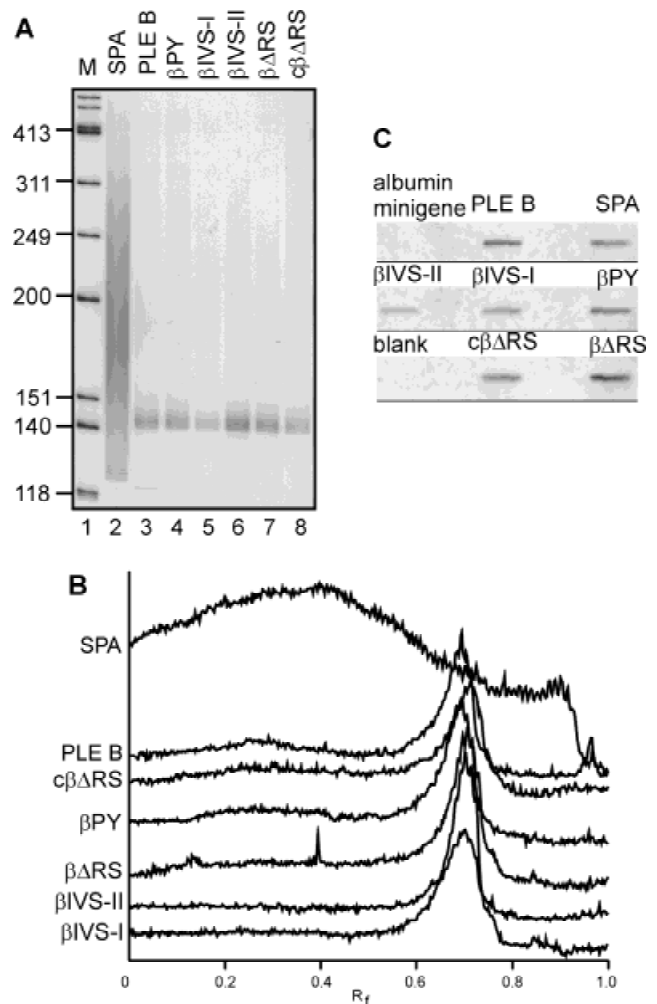 A
M SPA PLE B βPY βIVS-I βIVS-II βΔRS cβΔRS
413
311
249
200
151
140
118
1 2 3 4 5 6 7 8
C
albumin
minigene PLE B SPA
βIVS-II βIVS-I βPY
blank cβΔRS βΔRS
B
SPA
PLE B
cβΔRS
βPY
βΔRS
βIVS-II
βIVS-I
0 0.2 0.4 0.6 0.8 1.0
Rf